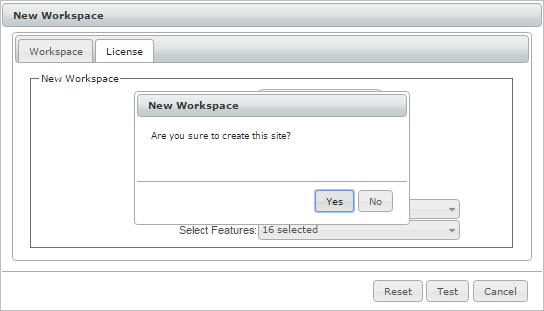 New Workspace
Workspace License
New Workspace
New Workspace
Are you sure to create this site?
Yes No
Select Features: 16 selected
Reset Test Cancel